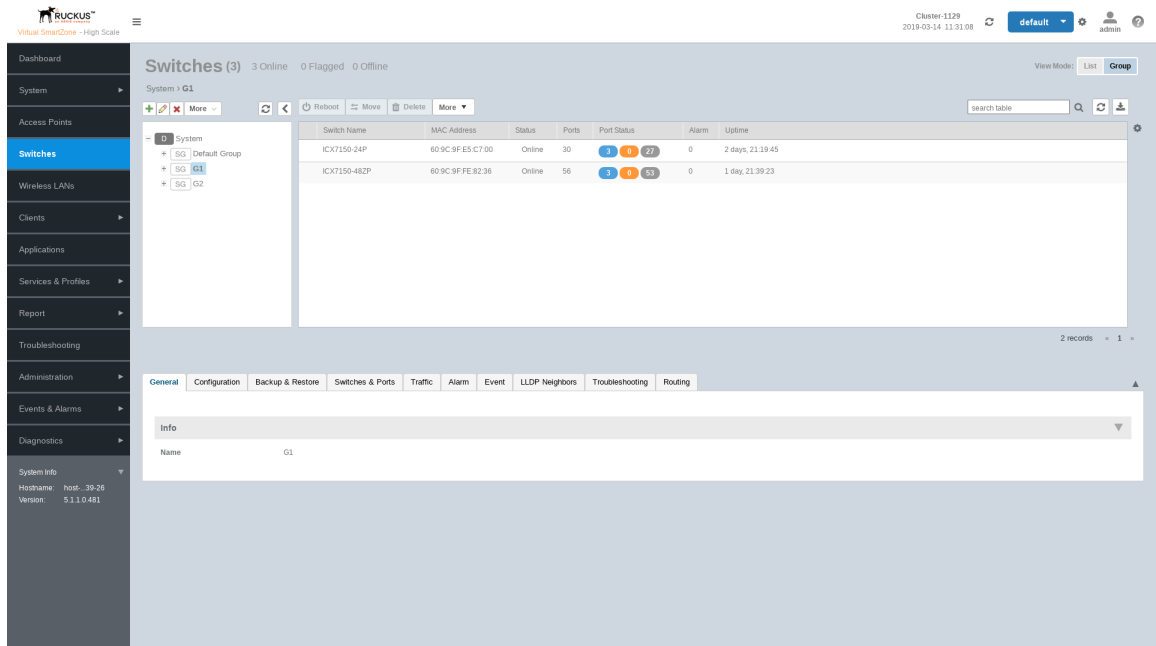 RUCKUS™
Virtual SmartZone - High Scale
Cluster-1129
2019-03-14 11:31:08
default
admin
Dashboard
System
Access Points
Switches
Wireless LANs
Clients
Applications
Services & Profiles
Report
Troubleshooting
Administration
Events & Alarms
Diagnostics
System Info
Hostname: host-..39-26
Version: 5.1.1.0.481
Switches (3) 3 Online 0 Flagged 0 Offline
View Mode: List Group
System › G1
More
Reboot Move Delete More
search table
D System
SG Default Group
SG G1
SG G2
Switch Name MAC Address Status Ports Port Status Alarm Uptime
ICX7150-24P 60:9C:9F:E5:C7:00 Online 30 3 0 27 0 2 days, 21:19:45
ICX7150-48ZP 60:9C:9F:FE:82:36 Online 56 3 0 53 0 1 day, 21:39:23
2 records « 1 »
General Configuration Backup & Restore Switches & Ports Traffic Alarm Event LLDP Neighbors Troubleshooting Routing
Info
Name G1